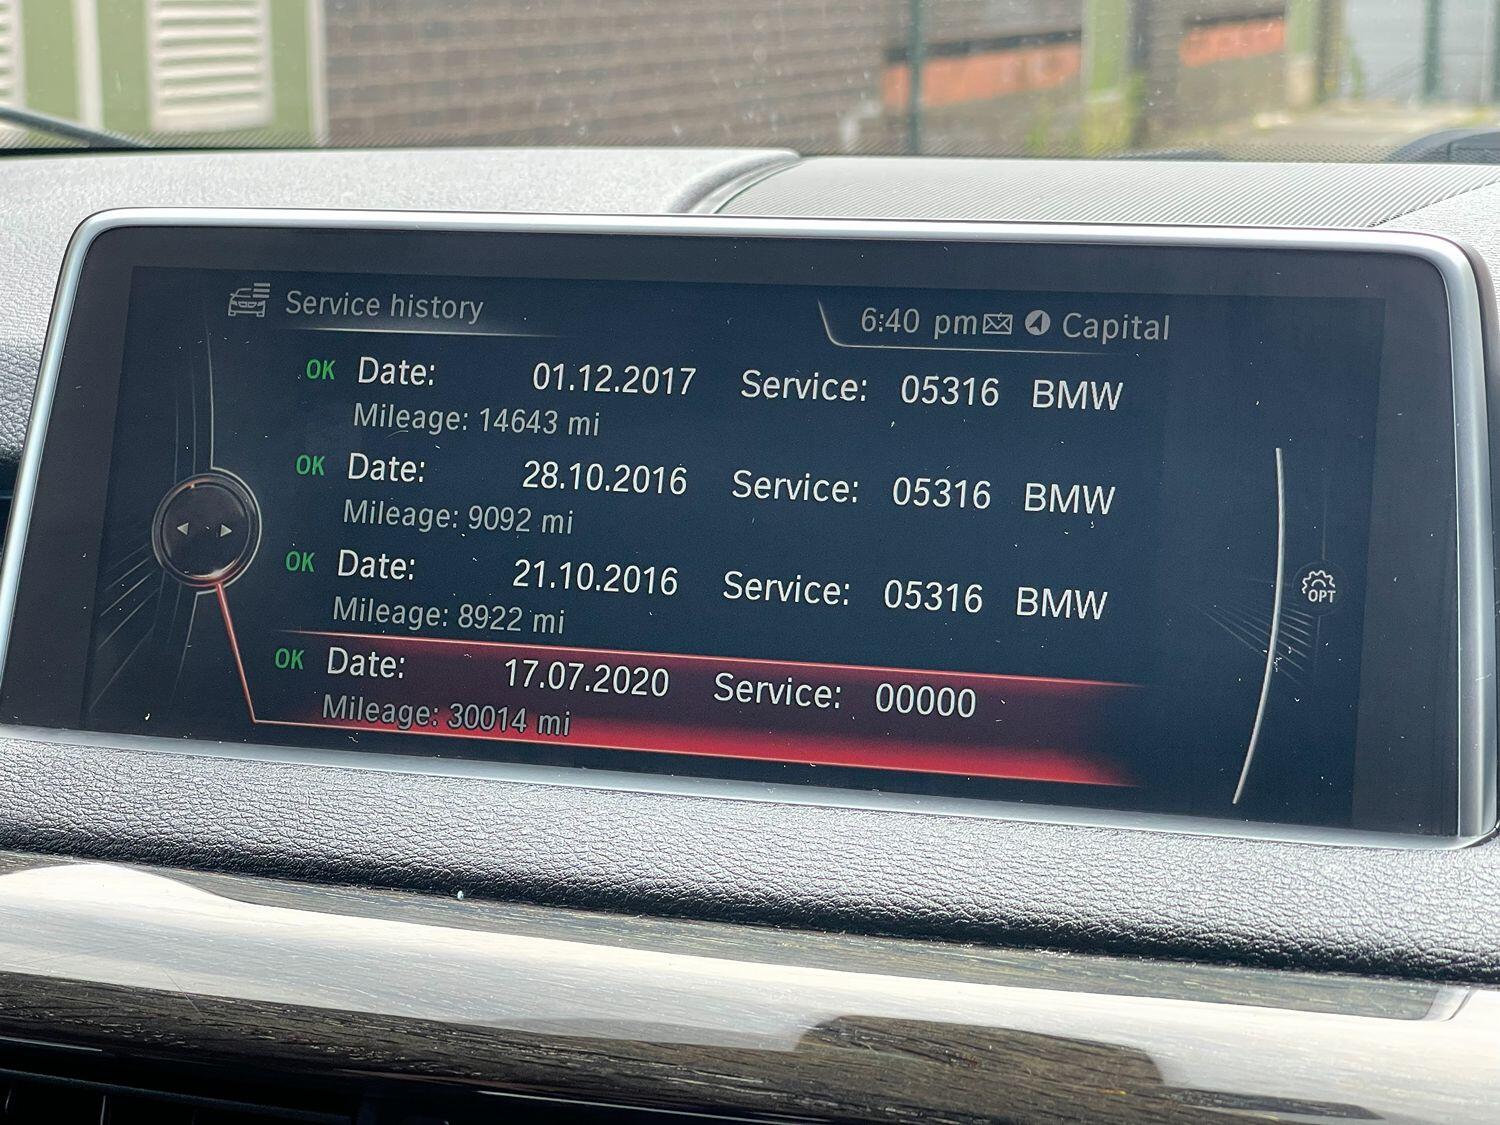 Service history
6:40 pm Capital
OK Date: 01.12.2017 Service: 05316 BMW
Mileage: 14643 mi
OK Date: 28.10.2016 Service: 05316 BMW
Mileage: 9092 mi
OK Date: 21.10.2016 Service: 05316 BMW
Mileage: 8922 mi
OK Date: 17.07.2020 Service: 00000
Mileage: 30014 mi
OPT